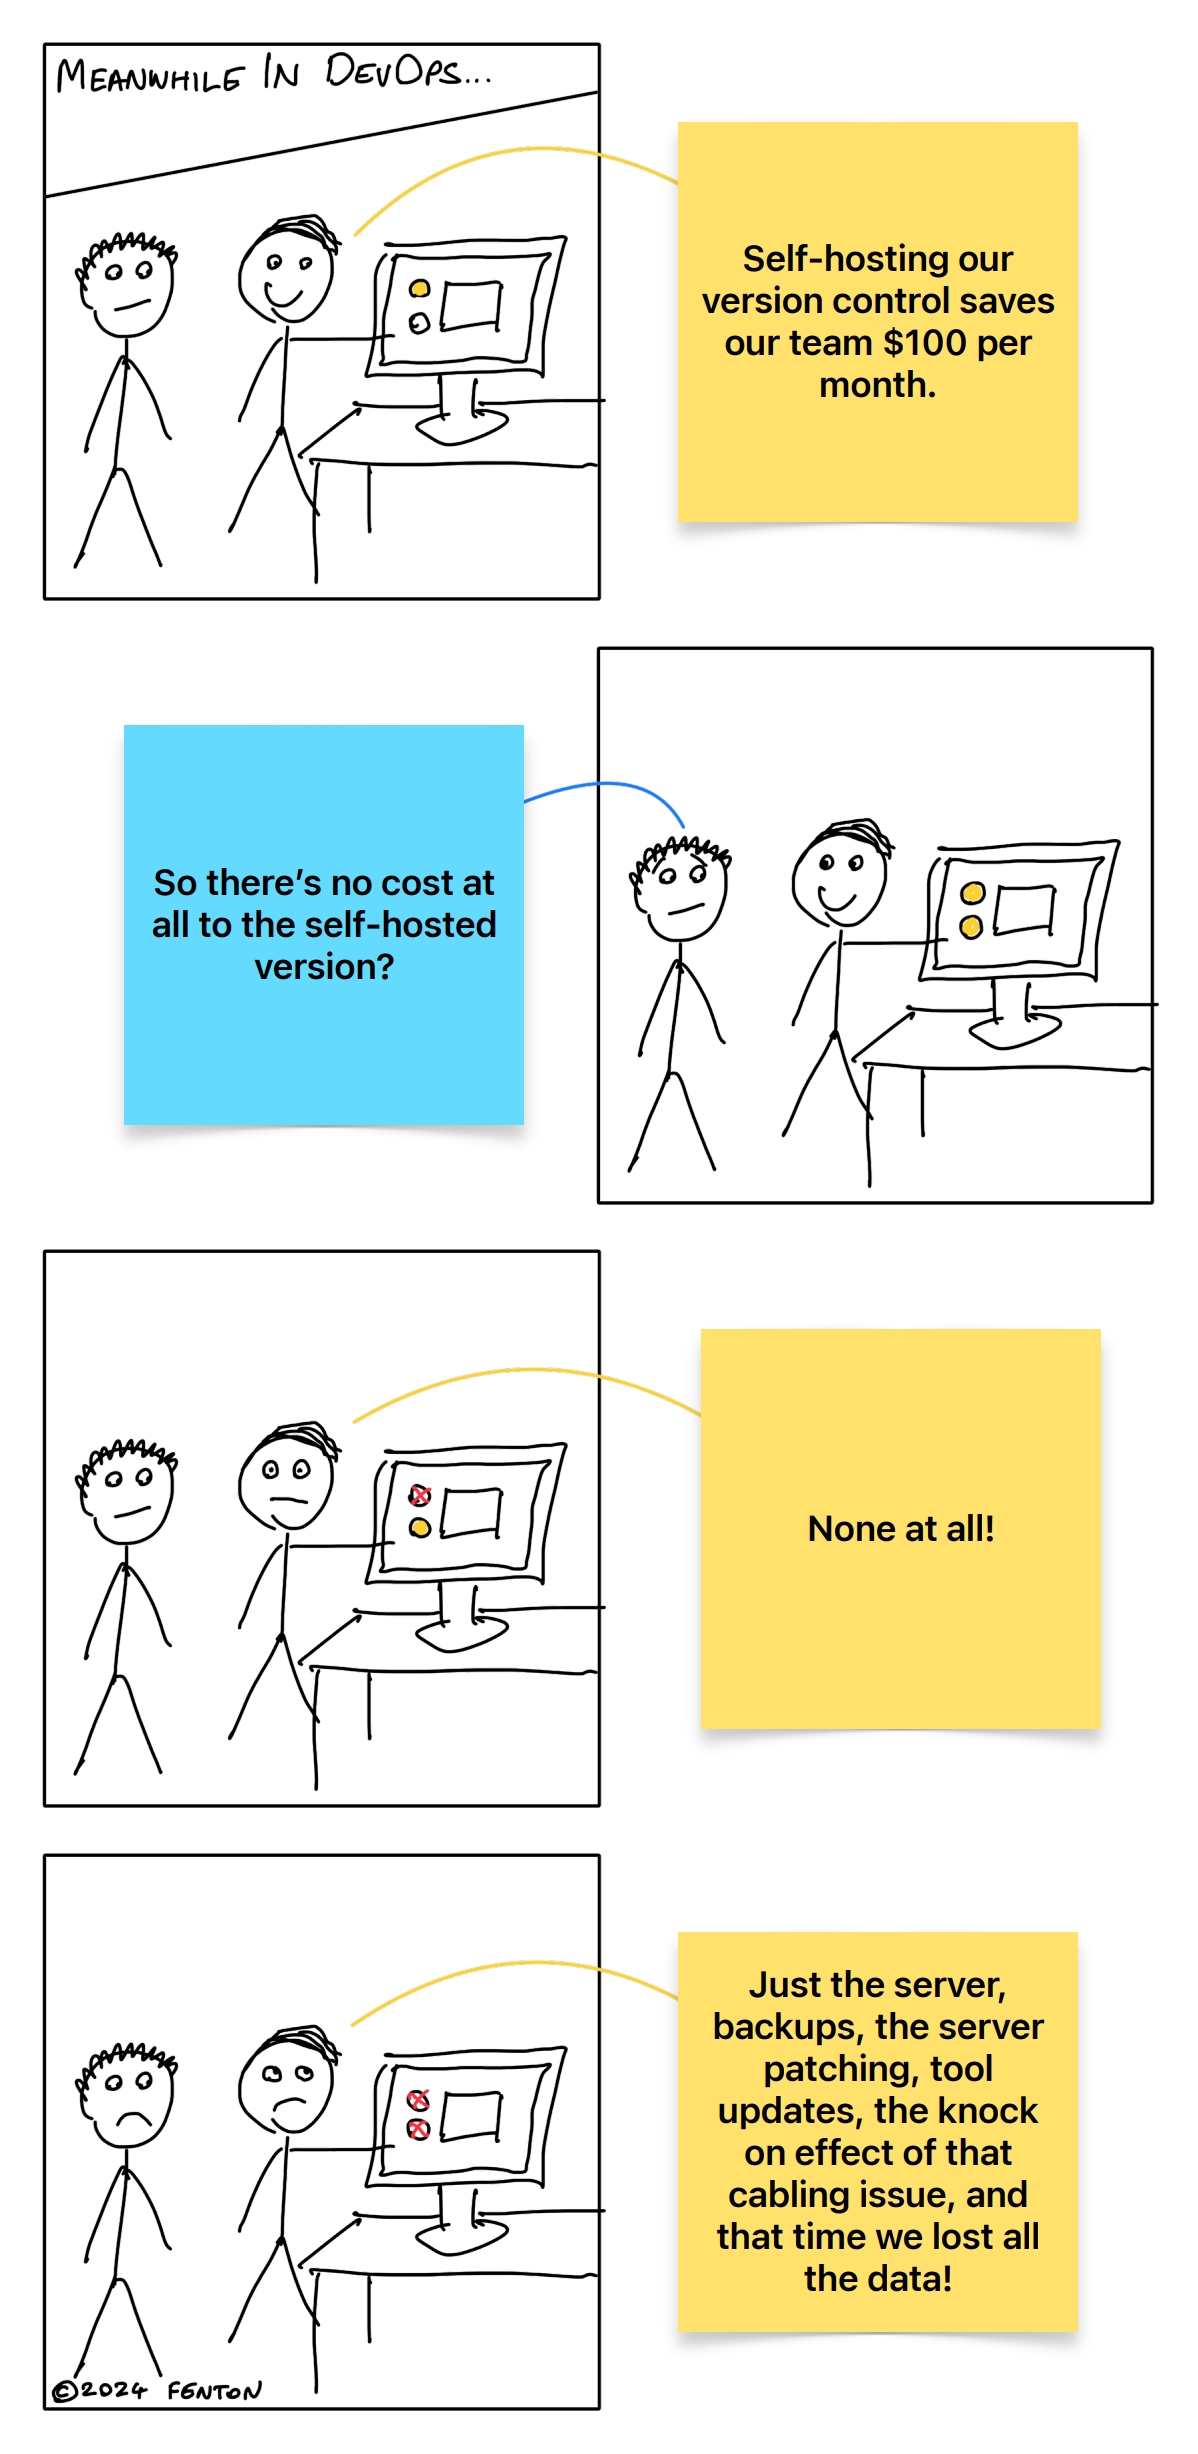 MEANWHILE IN DEVOPS...
Self-hosting our
version control saves
our team $100 per
month.
So there’s no cost at
all to the self-hosted
version?
None at all!
Just the server,
backups, the server
patching, tool
updates, the knock
on effect of that
cabling issue, and
that time we lost all
the data!
©2024 FENTON